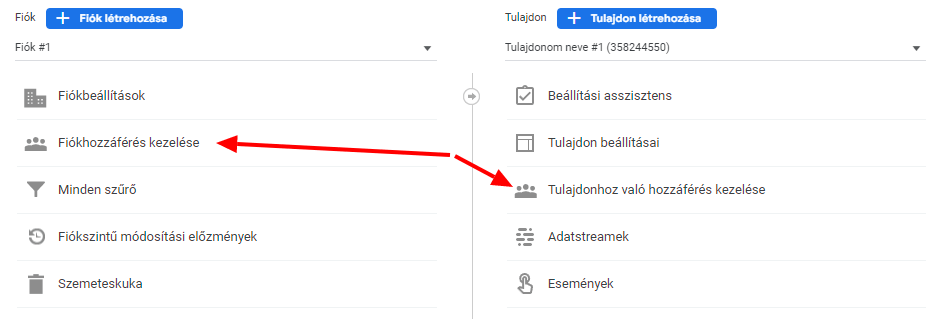 Fiók
Fiók létrehozása
Fiók #1
Fiókbeállítások
Fiókhozzáférés kezelése
Minden szűrő
Fiókszintű módosítási előzmények
Szemeteskuka
Tulajdon
Tulajdon létrehozása
Tulajdonom neve #1 (358244550)
Beállítási asszisztens
Tulajdon beállításai
Tulajdonhoz való hozzáférés kezelése
Adatstreamek
Események